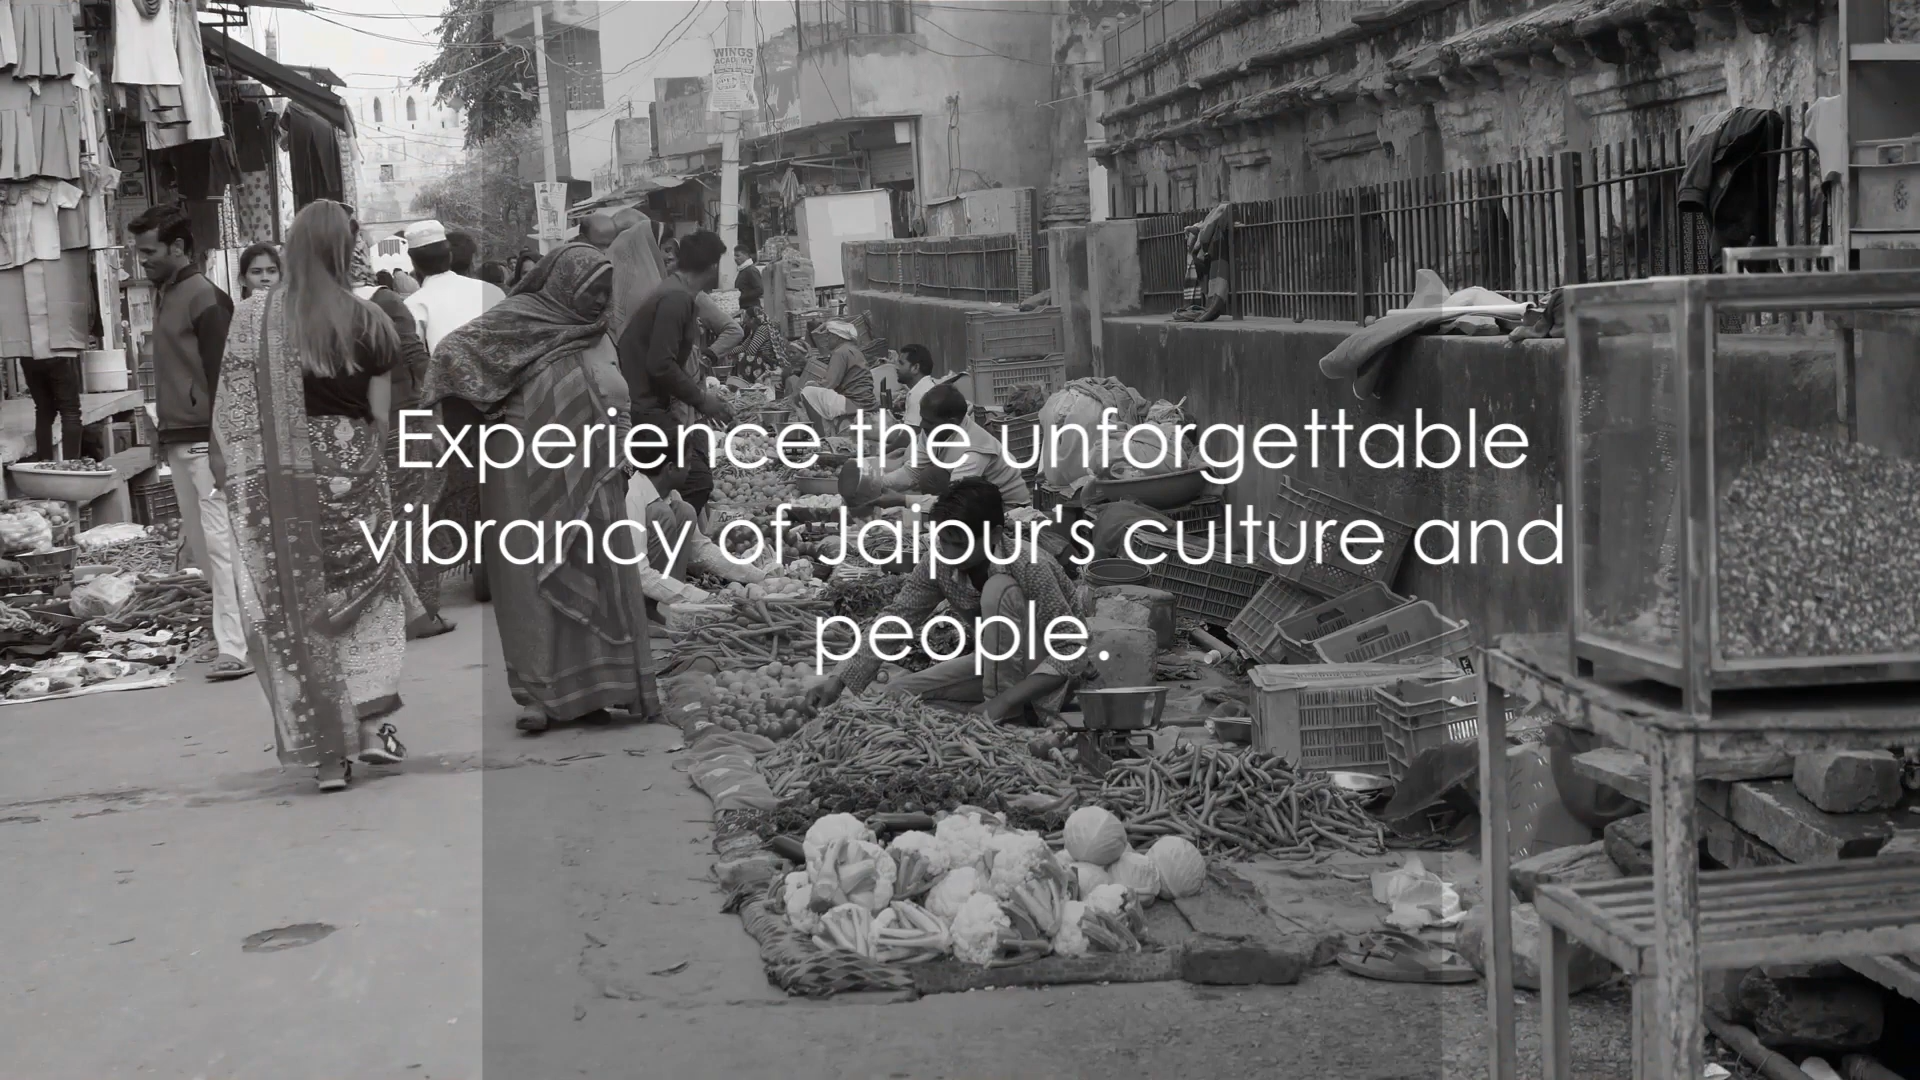 WINGS
ACADEMY
Experience the unforgettable
vibrancy of Jaipur's culture and
people.